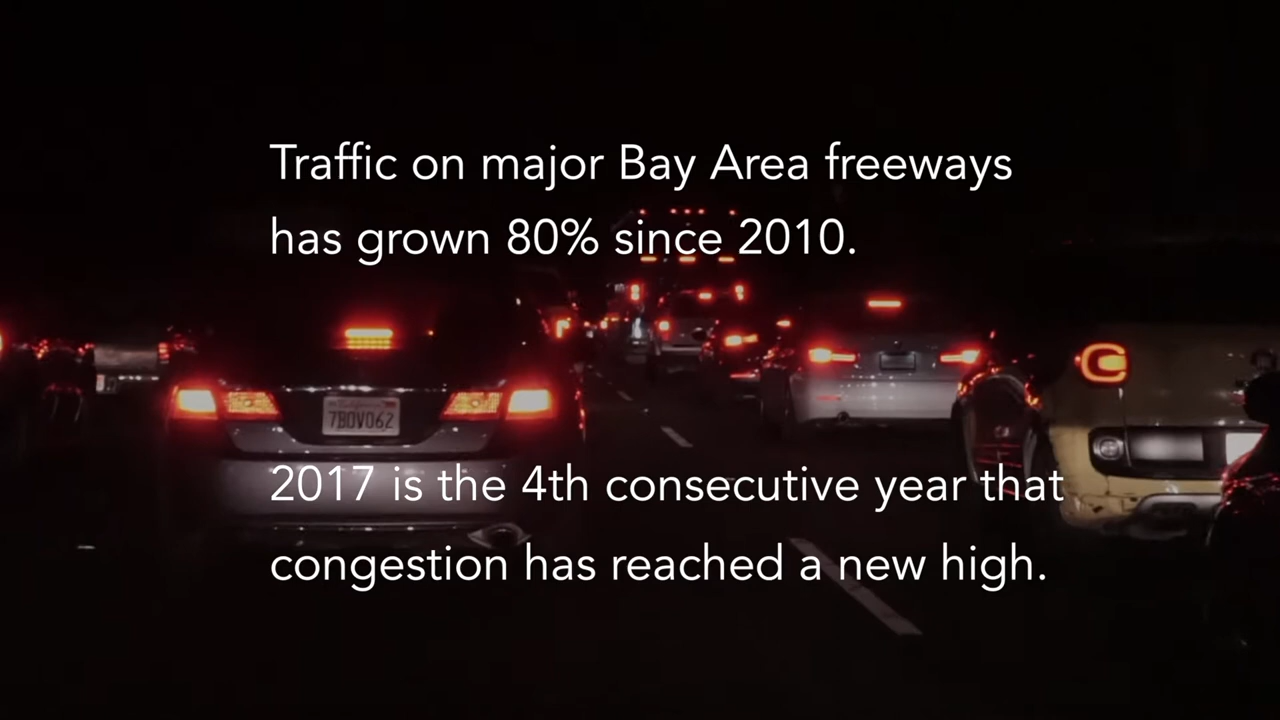 Traffic on major Bay Area freeways
has grown 80% since 2010.
7BDV062
2017 is the 4th consecutive year that
congestion has reached a new high.